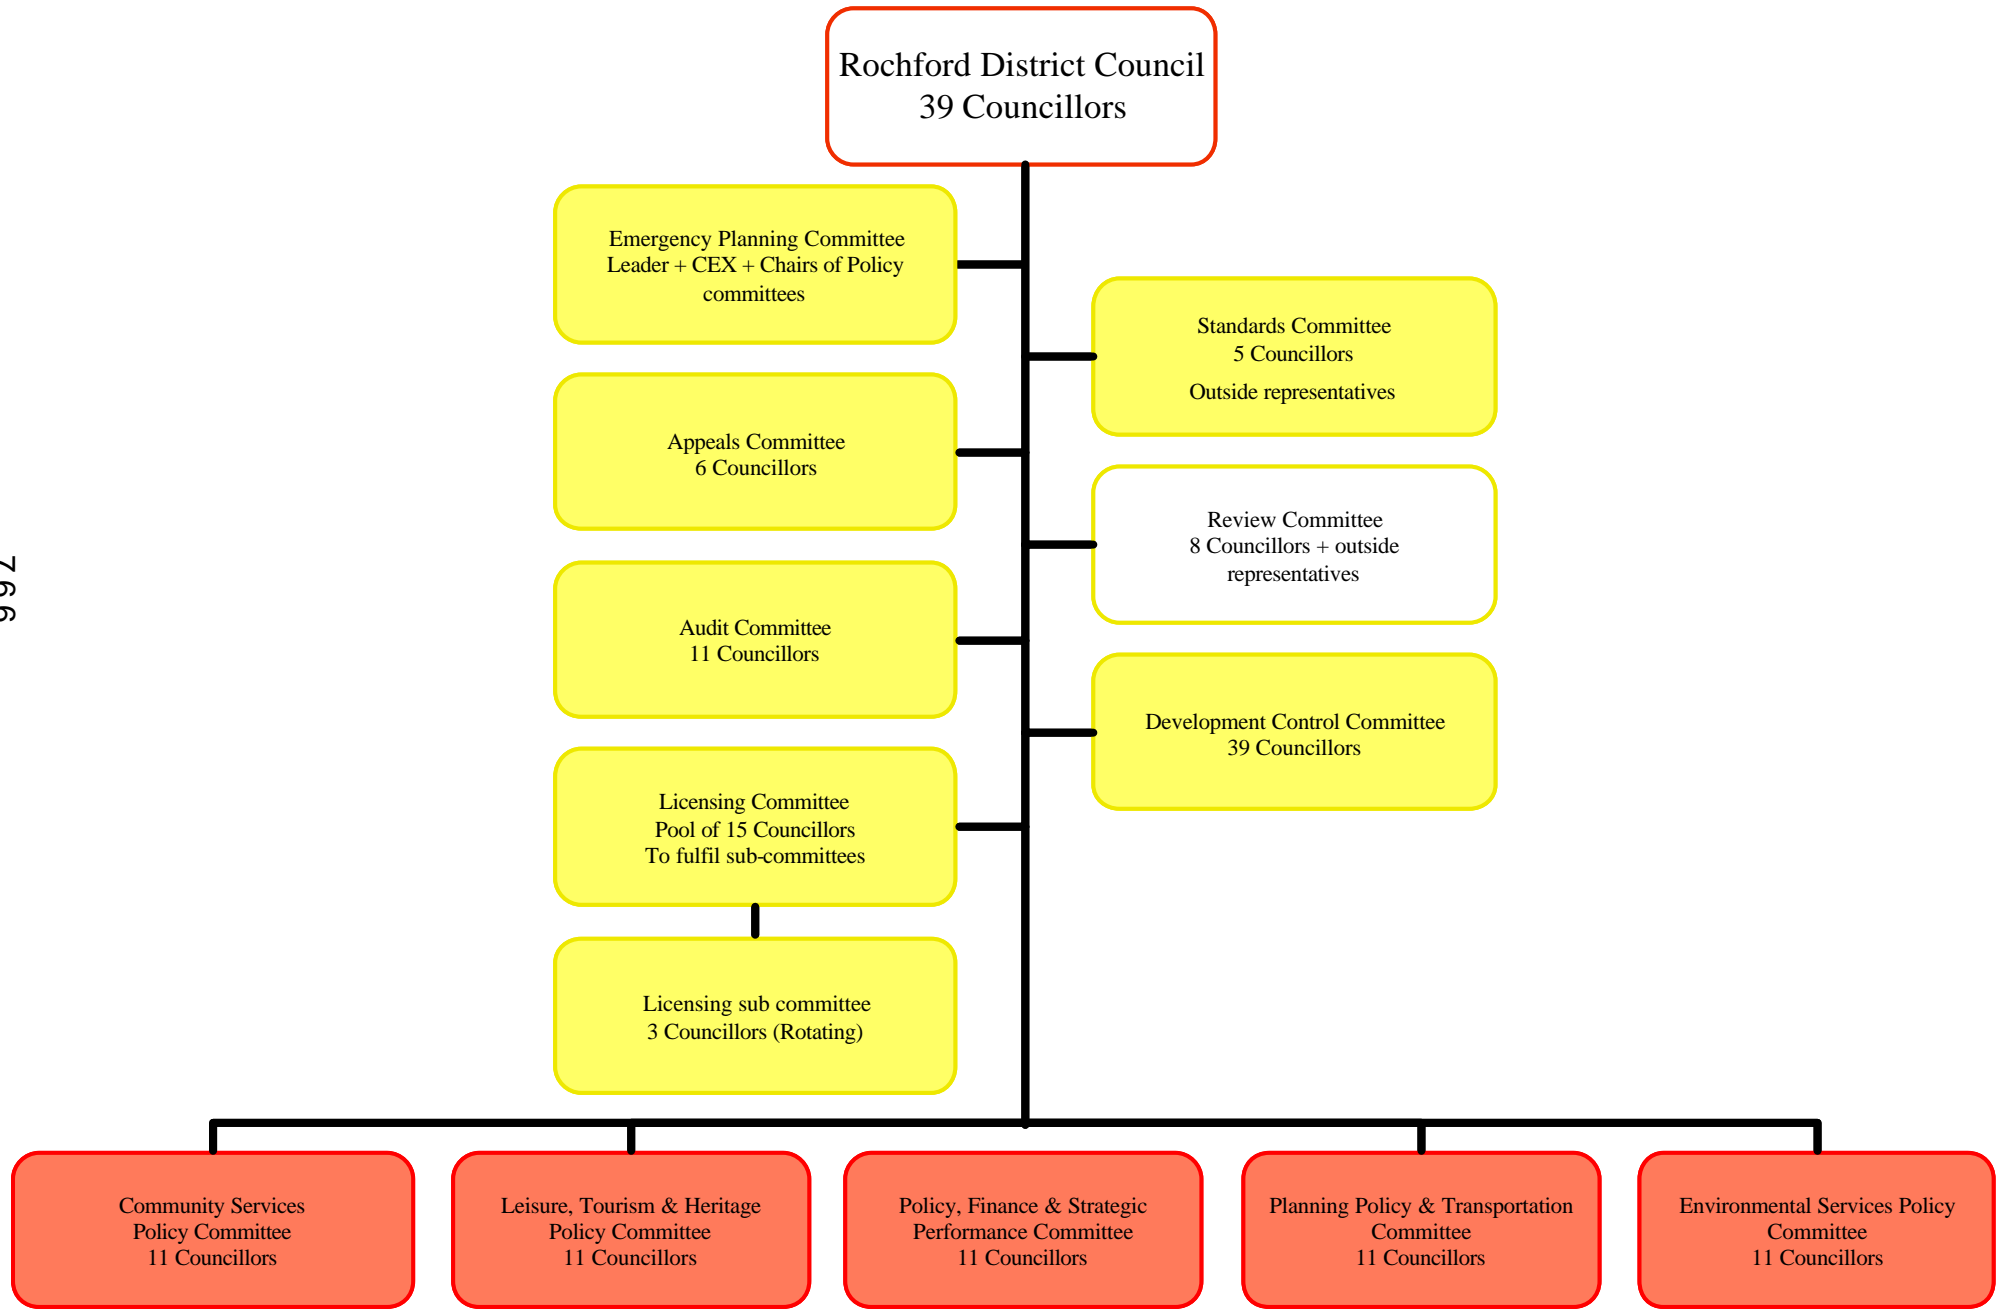 Rochford District Council
39 Councillors
Emergency Planning Committee
Leader + CEX + Chairs of Policy
committees
Standards Committee
5 Councillors
Outside representatives
Appeals Committee
6 Councillors
Review Committee
8 Councillors + outside
representatives
Audit Committee
11 Councillors
Development Control Committee
39 Councillors
Licensing Committee
Pool of 15 Councillors
To fulfil sub-committees
Licensing sub committee
3 Councillors (Rotating)
Community Services
Policy Committee
11 Councillors
Leisure, Tourism & Heritage
Policy Committee
11 Councillors
Policy, Finance & Strategic
Performance Committee
11 Councillors
Planning Policy & Transportation
Committee
11 Councillors
Environmental Services Policy
Committee
11 Councillors